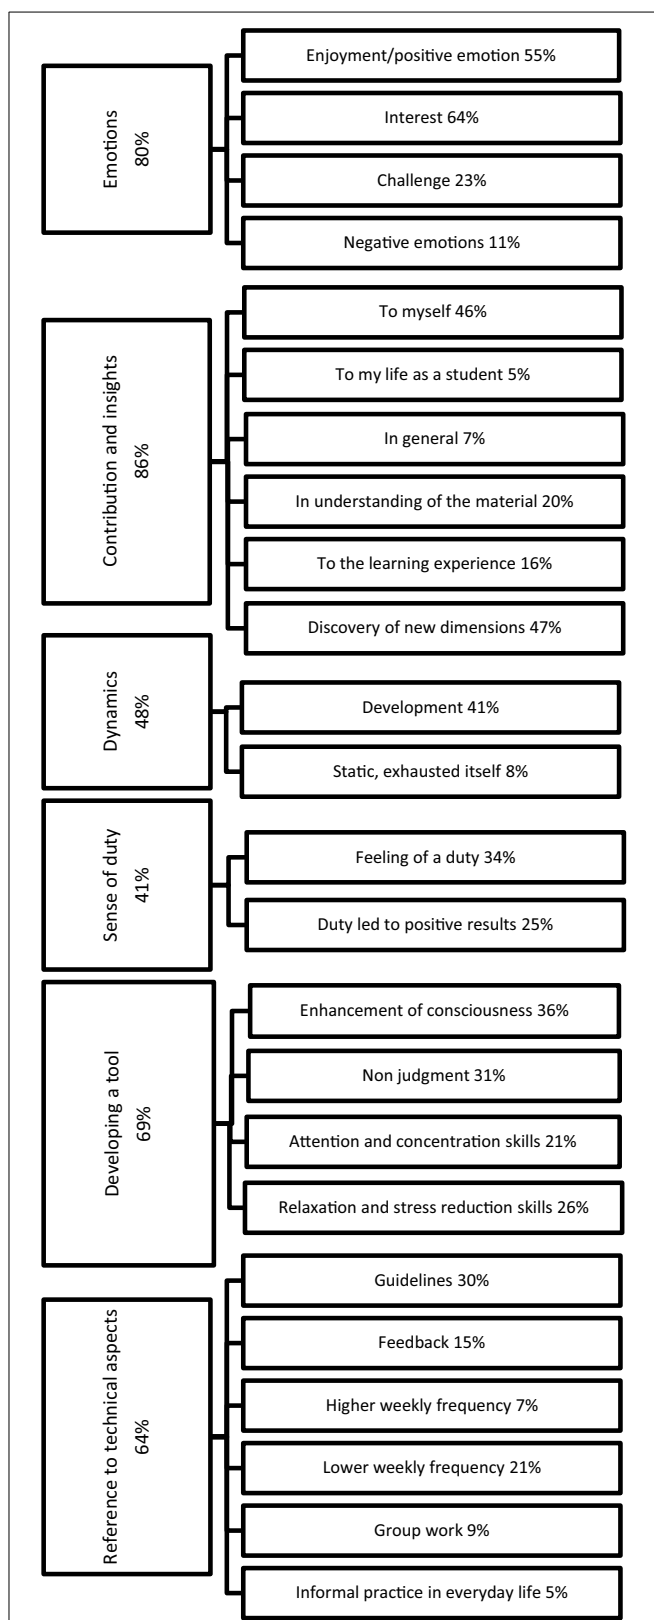 Emotions
80%
Enjoyment/positive emotion 55%
Interest 64%
Challenge 23%
Negative emotions 11%
Contribution and insights
86%
To myself 46%
To my life as a student 5%
In general 7%
In understanding of the material 20%
To the learning experience 16%
Discovery of new dimensions 47%
Dynamics
48%
Development 41%
Static, exhausted itself 8%
Sense of duty
41%
Feeling of a duty 34%
Duty led to positive results 25%
Developing a tool
69%
Enhancement of consciousness 36%
Non judgment 31%
Attention and concentration skills 21%
Relaxation and stress reduction skills 26%
Reference to technical aspects
64%
Guidelines 30%
Feedback 15%
Higher weekly frequency 7%
Lower weekly frequency 21%
Group work 9%
Informal practice in everyday life 5%